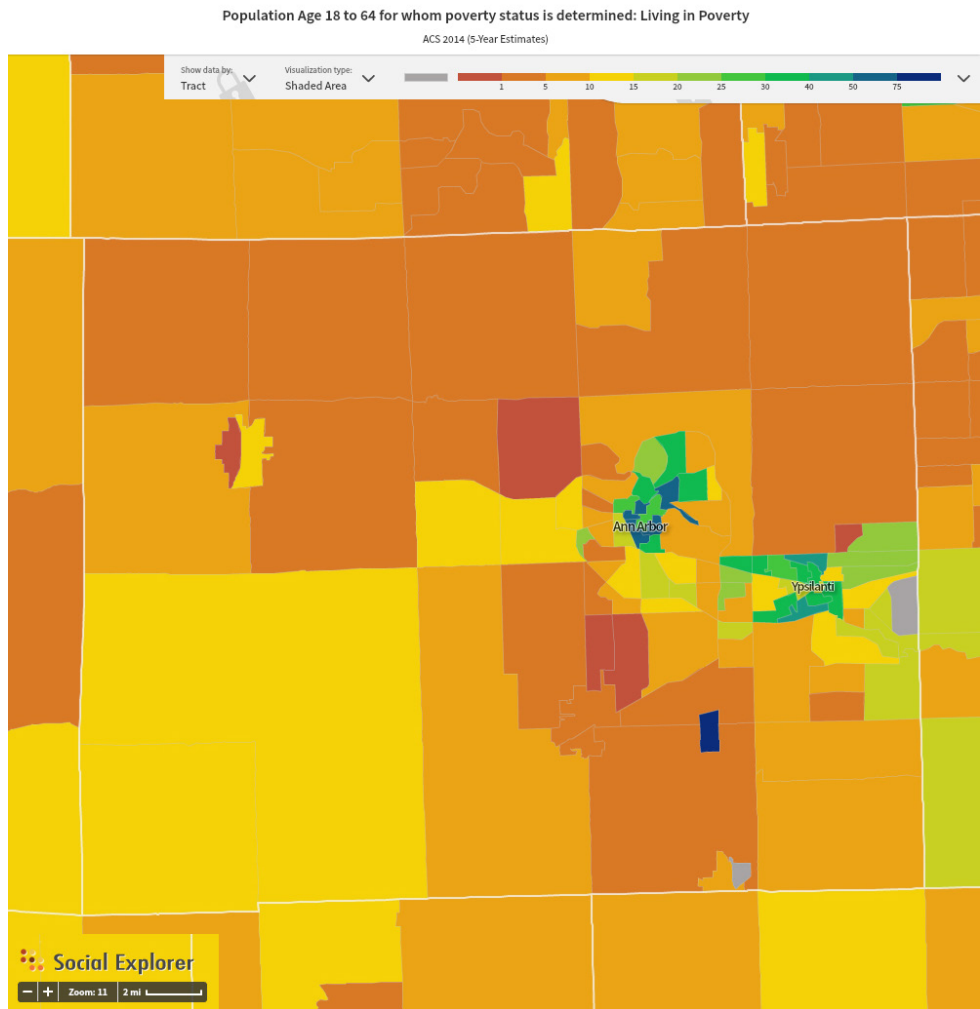 Population Age 18 to 64 for whom poverty status is determined: Living in Poverty
ACS 2014 (5-Year Estimates)
Show data by: Visualization type:
Tract Shaded Area 1 5 10 15 20 25 30 40 50 75
Ann Arbor
Ypsilanti
Social Explorer
− + Zoom: 11 2 mi